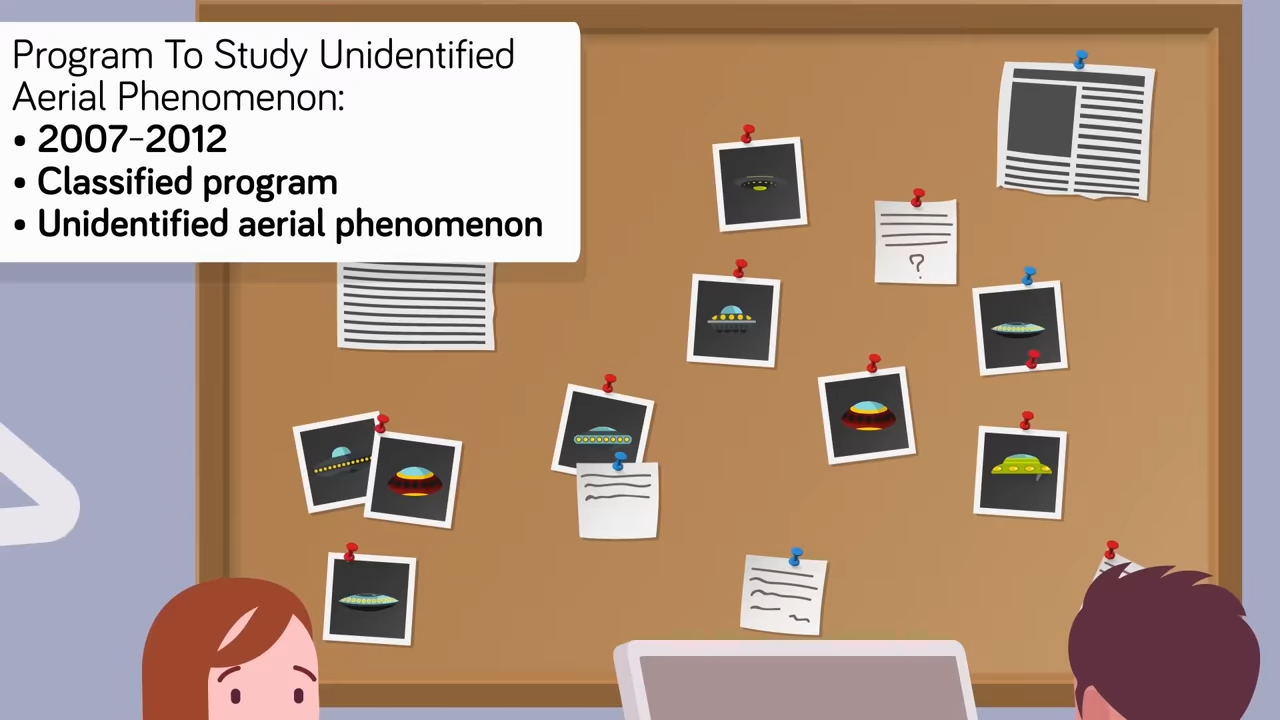 Program To Study Unidentified
Aerial Phenomenon:
• 2007–2012
• Classified program
• Unidentified aerial phenomenon
?